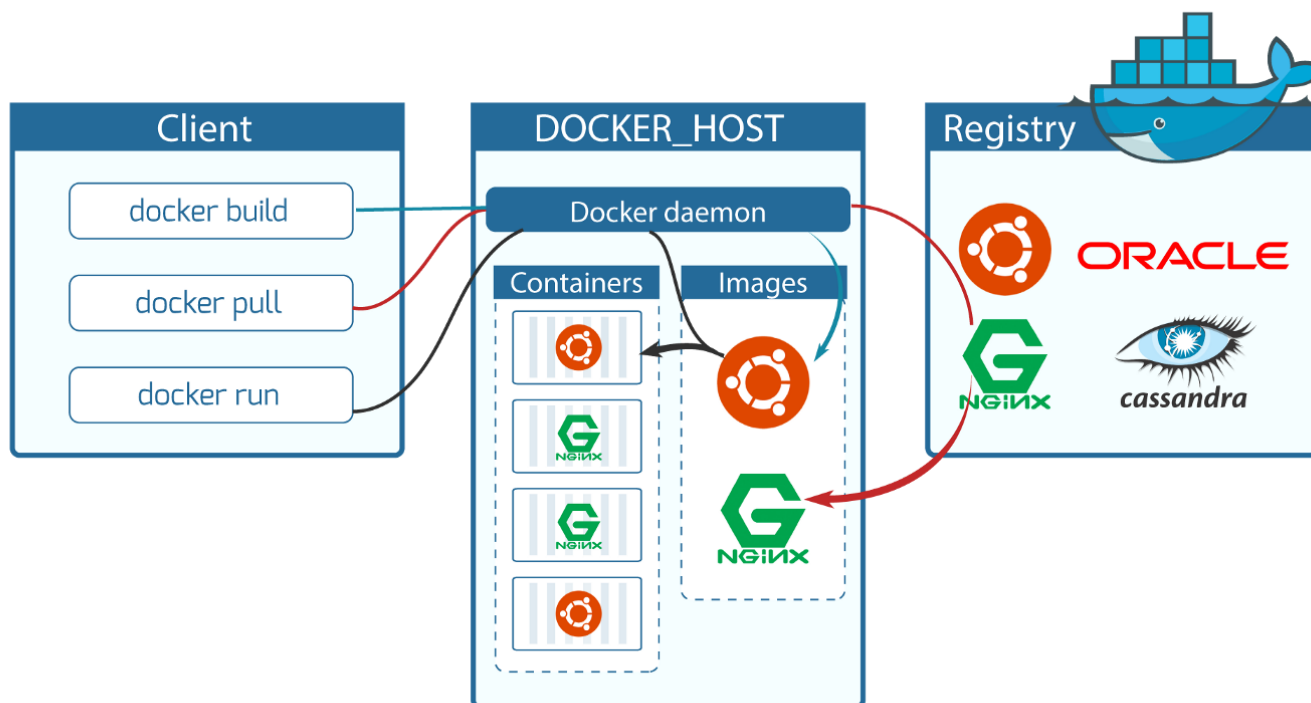 Client
docker build
docker pull
docker run
DOCKER_HOST
Docker daemon
Containers
NGiNX
NGiNX
Images
NGiNX
Registry
ORACLE
NGiNX
cassandra